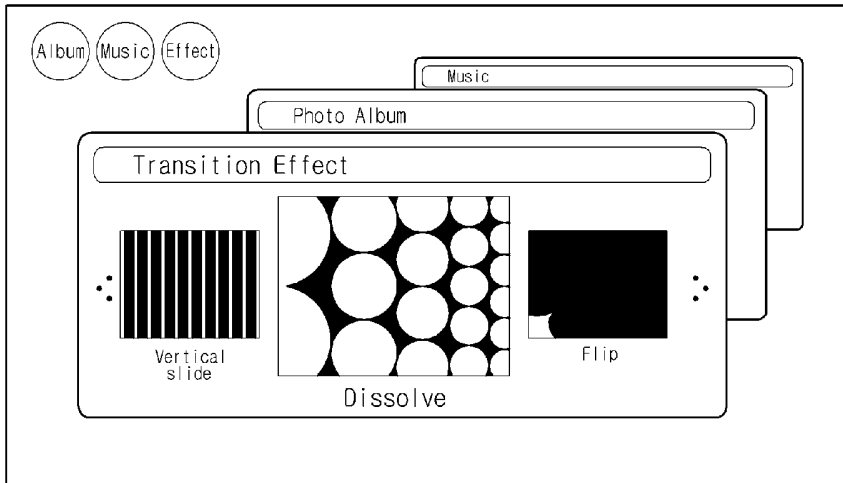 Album Music Effect
Music
Photo Album
Transition Effect
Vertical
slide
Dissolve
Flip